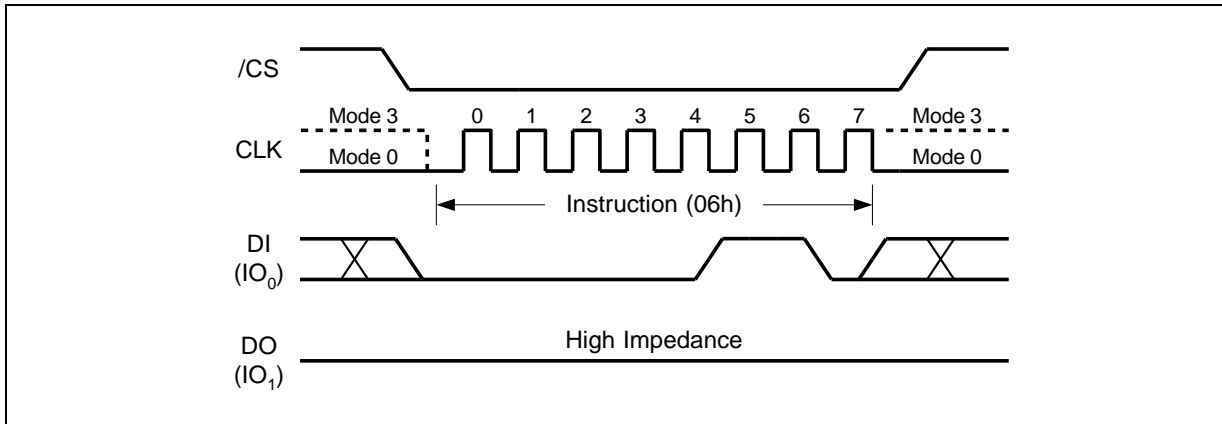 /CS
Mode 3 0 1 2 3 4 5 6 7 Mode 3
CLK
Mode 0 Mode 0
Instruction (06h)
DI
(IO0)
High Impedance
DO
(IO1)